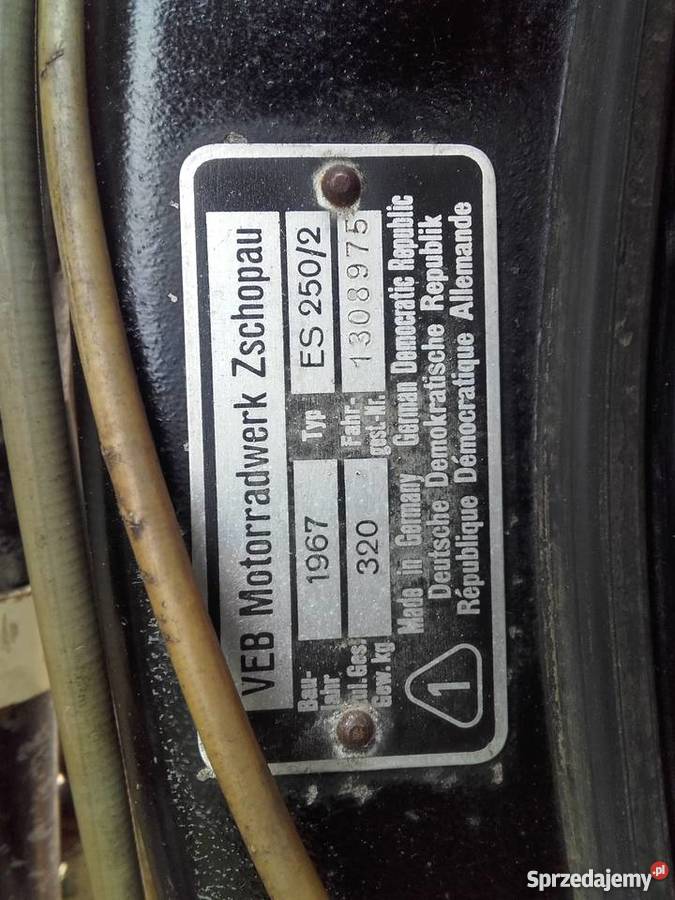 VEB Motorradwerk Zschopau
Bau-
jahr
1967
Typ
ES 250/2
zul.Ges.
Gew.kg
320
Fahr-
gest.Nr.
1308975
Made in Germany German Democratic Republic
Deutsche Demokratische Republik
République Démocratique Allemande
1
Sprzedajemy.pl